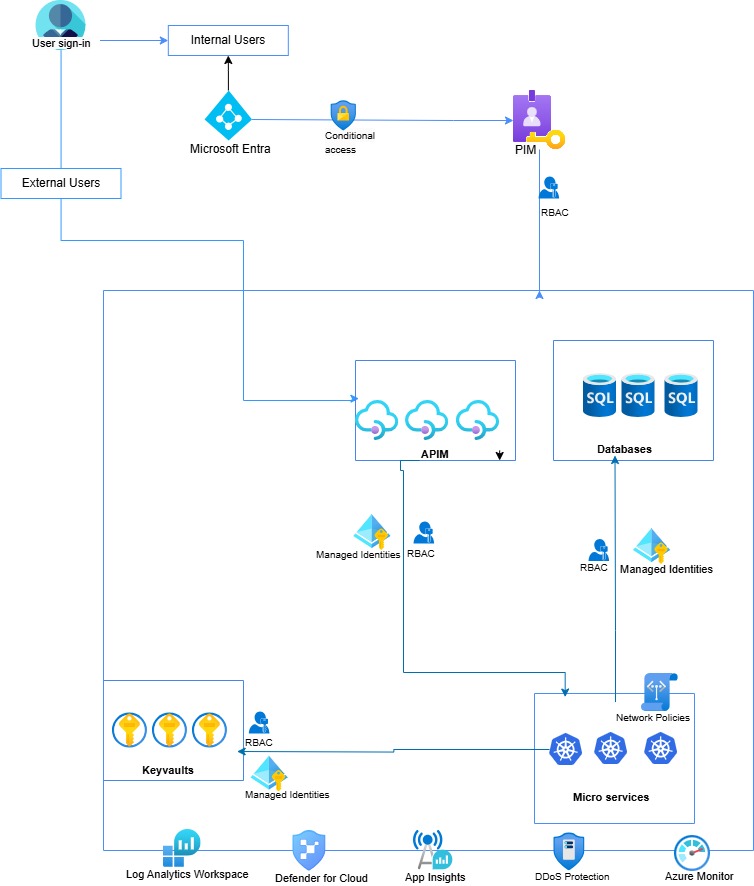 User sign-in
Internal Users
Microsoft Entra
Conditional
access
PIM
External Users
RBAC
SQL
SQL
SQL
APIM
Databases
Managed Identities
RBAC
RBAC
Managed Identities
Network Policies
RBAC
Keyvaults
Managed Identities
Micro services
Log Analytics Workspace
Defender for Cloud
App Insights
DDoS Protection
Azure Monitor